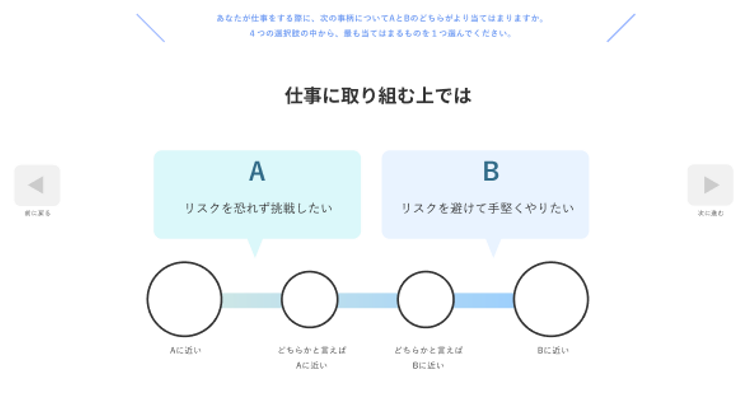 あなたが仕事をする際に、次の事柄についてAとBのどちらがより当てはまりますか。
4つの選択肢の中から、最も当てはまるものを1つ選んでください。
仕事に取り組む上では
A
リスクを恐れず挑戦したい
B
リスクを避けて手堅くやりたい
前に戻る
次に進む
Aに近い
どちらかと言えば
Aに近い
どちらかと言えば
Bに近い
Bに近い